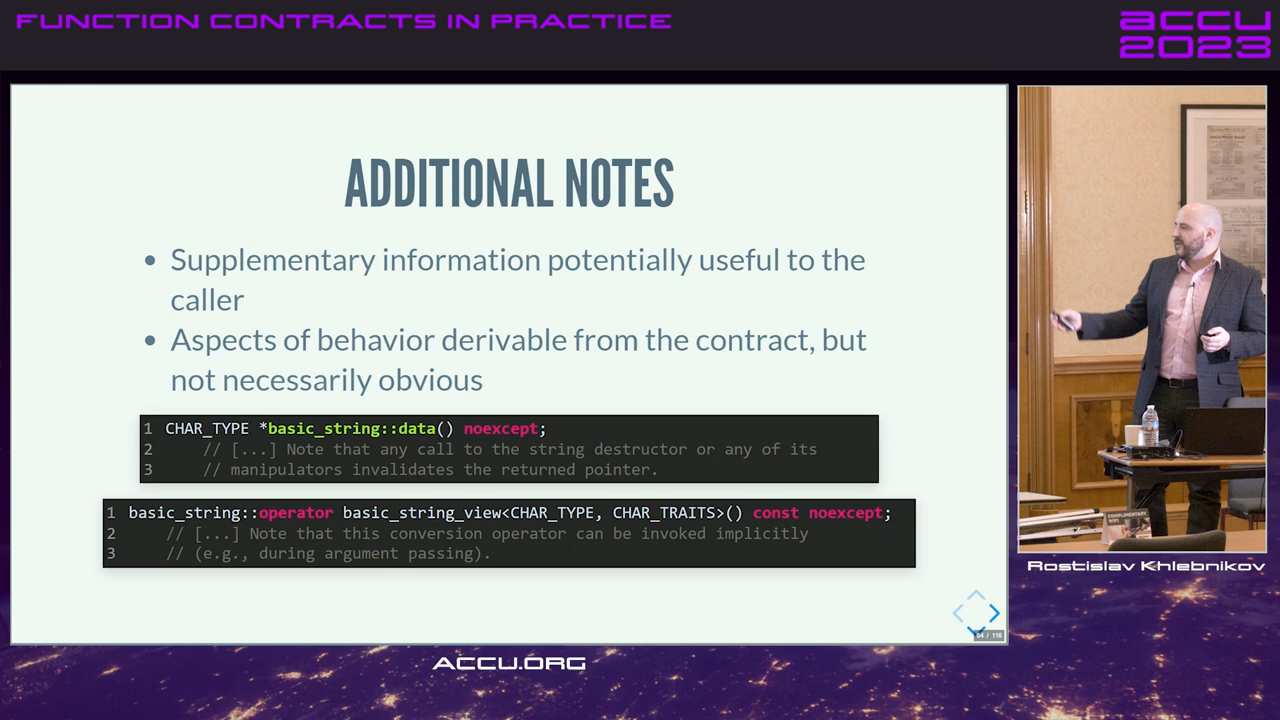 FUNCTION CONTRACTS IN PRACTICE
accu
2023
ADDITIONAL NOTES
• Supplementary information potentially useful to the
caller
• Aspects of behavior derivable from the contract, but
not necessarily obvious
1 CHAR_TYPE *basic_string::data() noexcept;
2 // [...] Note that any call to the string destructor or any of its
3 // manipulators invalidates the returned pointer.
1 basic_string::operator basic_string_view<CHAR_TYPE, CHAR_TRAITS>() const noexcept;
2 // [...] Note that this conversion operator can be invoked implicitly
3 // (e.g., during argument passing).
64 / 116
COMPLIMENTARY
WIFI
Rostislav Khlebnikov
ACCU.ORG